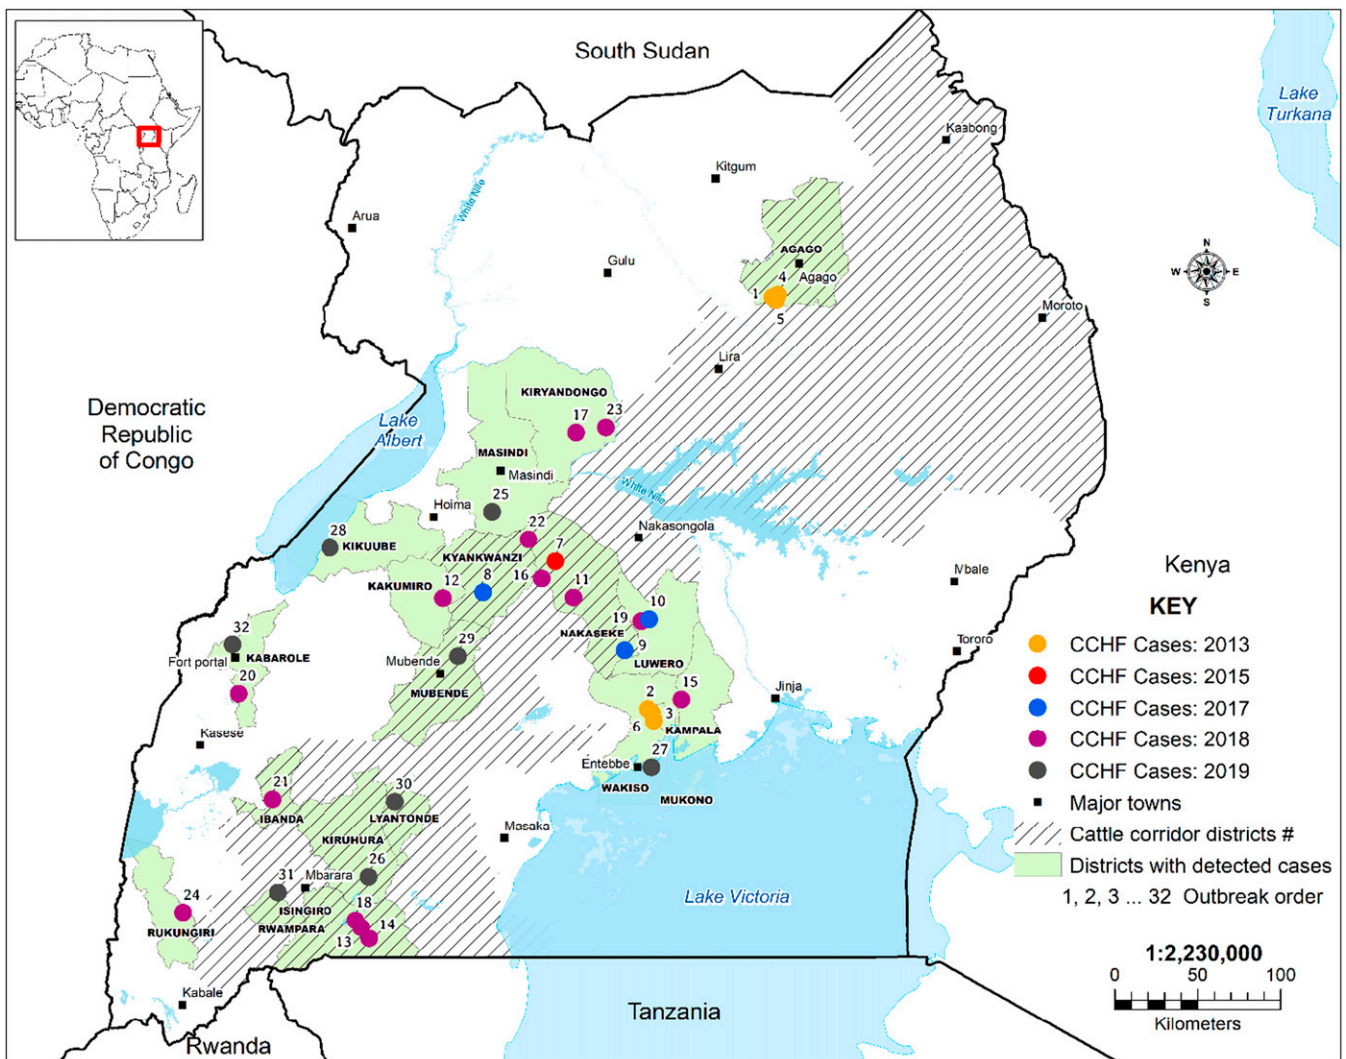 South Sudan
Lake
Turkana
Kaabong
Kitgum
White Nile
Arua
AGAGO
Agago
Gulu
N
W
E
S
1
4
5
Moroto
Lira
Democratic
Republic
of Congo
Lake
Albert
KIRYANDONGO
17
23
MASINDI
Masindi
White Nile
Hoima
25
22
Nakasongola
28
KIKUUBE
KYANKWANZI
7
Kenya
Mbale
KAKUMIRO
12
8
16
11
10
19
NAKASEKE
9
LUWERO
32
Fort portal
KABAROLE
29
Mubende
MUBENDE
20
Tororo
15
Jinja
2
3
6
KAMPALA
Kasese
27
Entebbe
WAKISO
MUKONO
21
IBANDA
30
LYANTONDE
KIRUHURA
Masaka
26
31
Mbarara
ISINGIRO
RWAMPARA
18
14
13
24
RUKUNGIRI
Lake Victoria
Kabale
Rwanda
Tanzania
KEY
CCHF Cases: 2013
CCHF Cases: 2015
CCHF Cases: 2017
CCHF Cases: 2018
CCHF Cases: 2019
Major towns
Cattle corridor districts #
Districts with detected cases
1, 2, 3 ... 32 Outbreak order
1:2,230,000
0 50 100
Kilometers